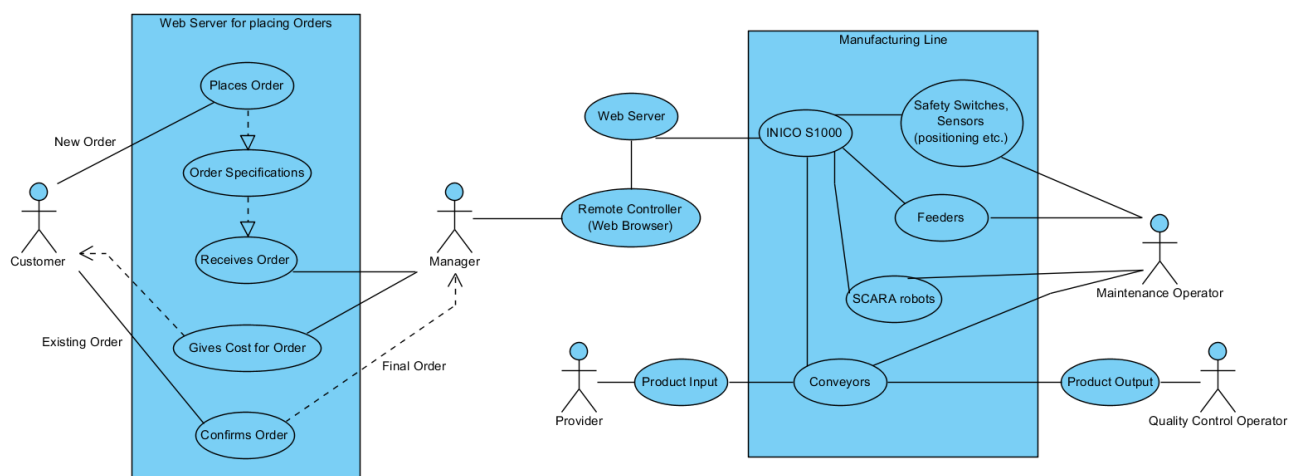 Web Server for placing Orders
Places Order
New Order
Order Specifications
Customer
Receives Order
Manager
Existing Order
Gives Cost for Order
Final Order
Confirms Order
Web Server
Remote Controller
(Web Browser)
Manufacturing Line
INICO S1000
Safety Switches,
Sensors
(positioning etc.)
Feeders
SCARA robots
Maintenance Operator
Provider
Product Input
Conveyors
Product Output
Quality Control Operator